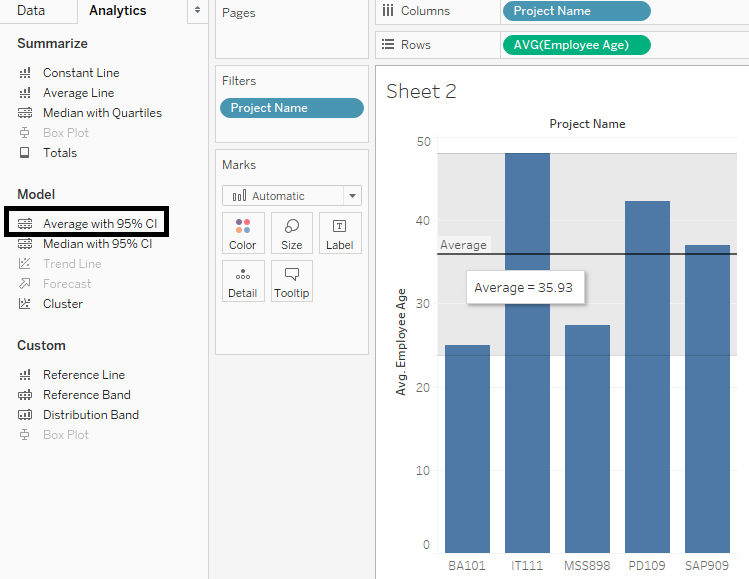 Data
Analytics
Summarize
Constant Line
Average Line
Median with Quartiles
Box Plot
Totals
Model
Average with 95% CI
Median with 95% CI
Trend Line
Forecast
Cluster
Custom
Reference Line
Reference Band
Distribution Band
Box Plot
Pages
Filters
Project Name
Marks
Automatic
Color
Size
Label
Detail
Tooltip
Columns
Project Name
Rows
AVG(Employee Age)
Sheet 2
Project Name
Avg. Employee Age
50
40
30
20
10
0
Average
Average = 35.93
BA101
IT111
MSS898
PD109
SAP909